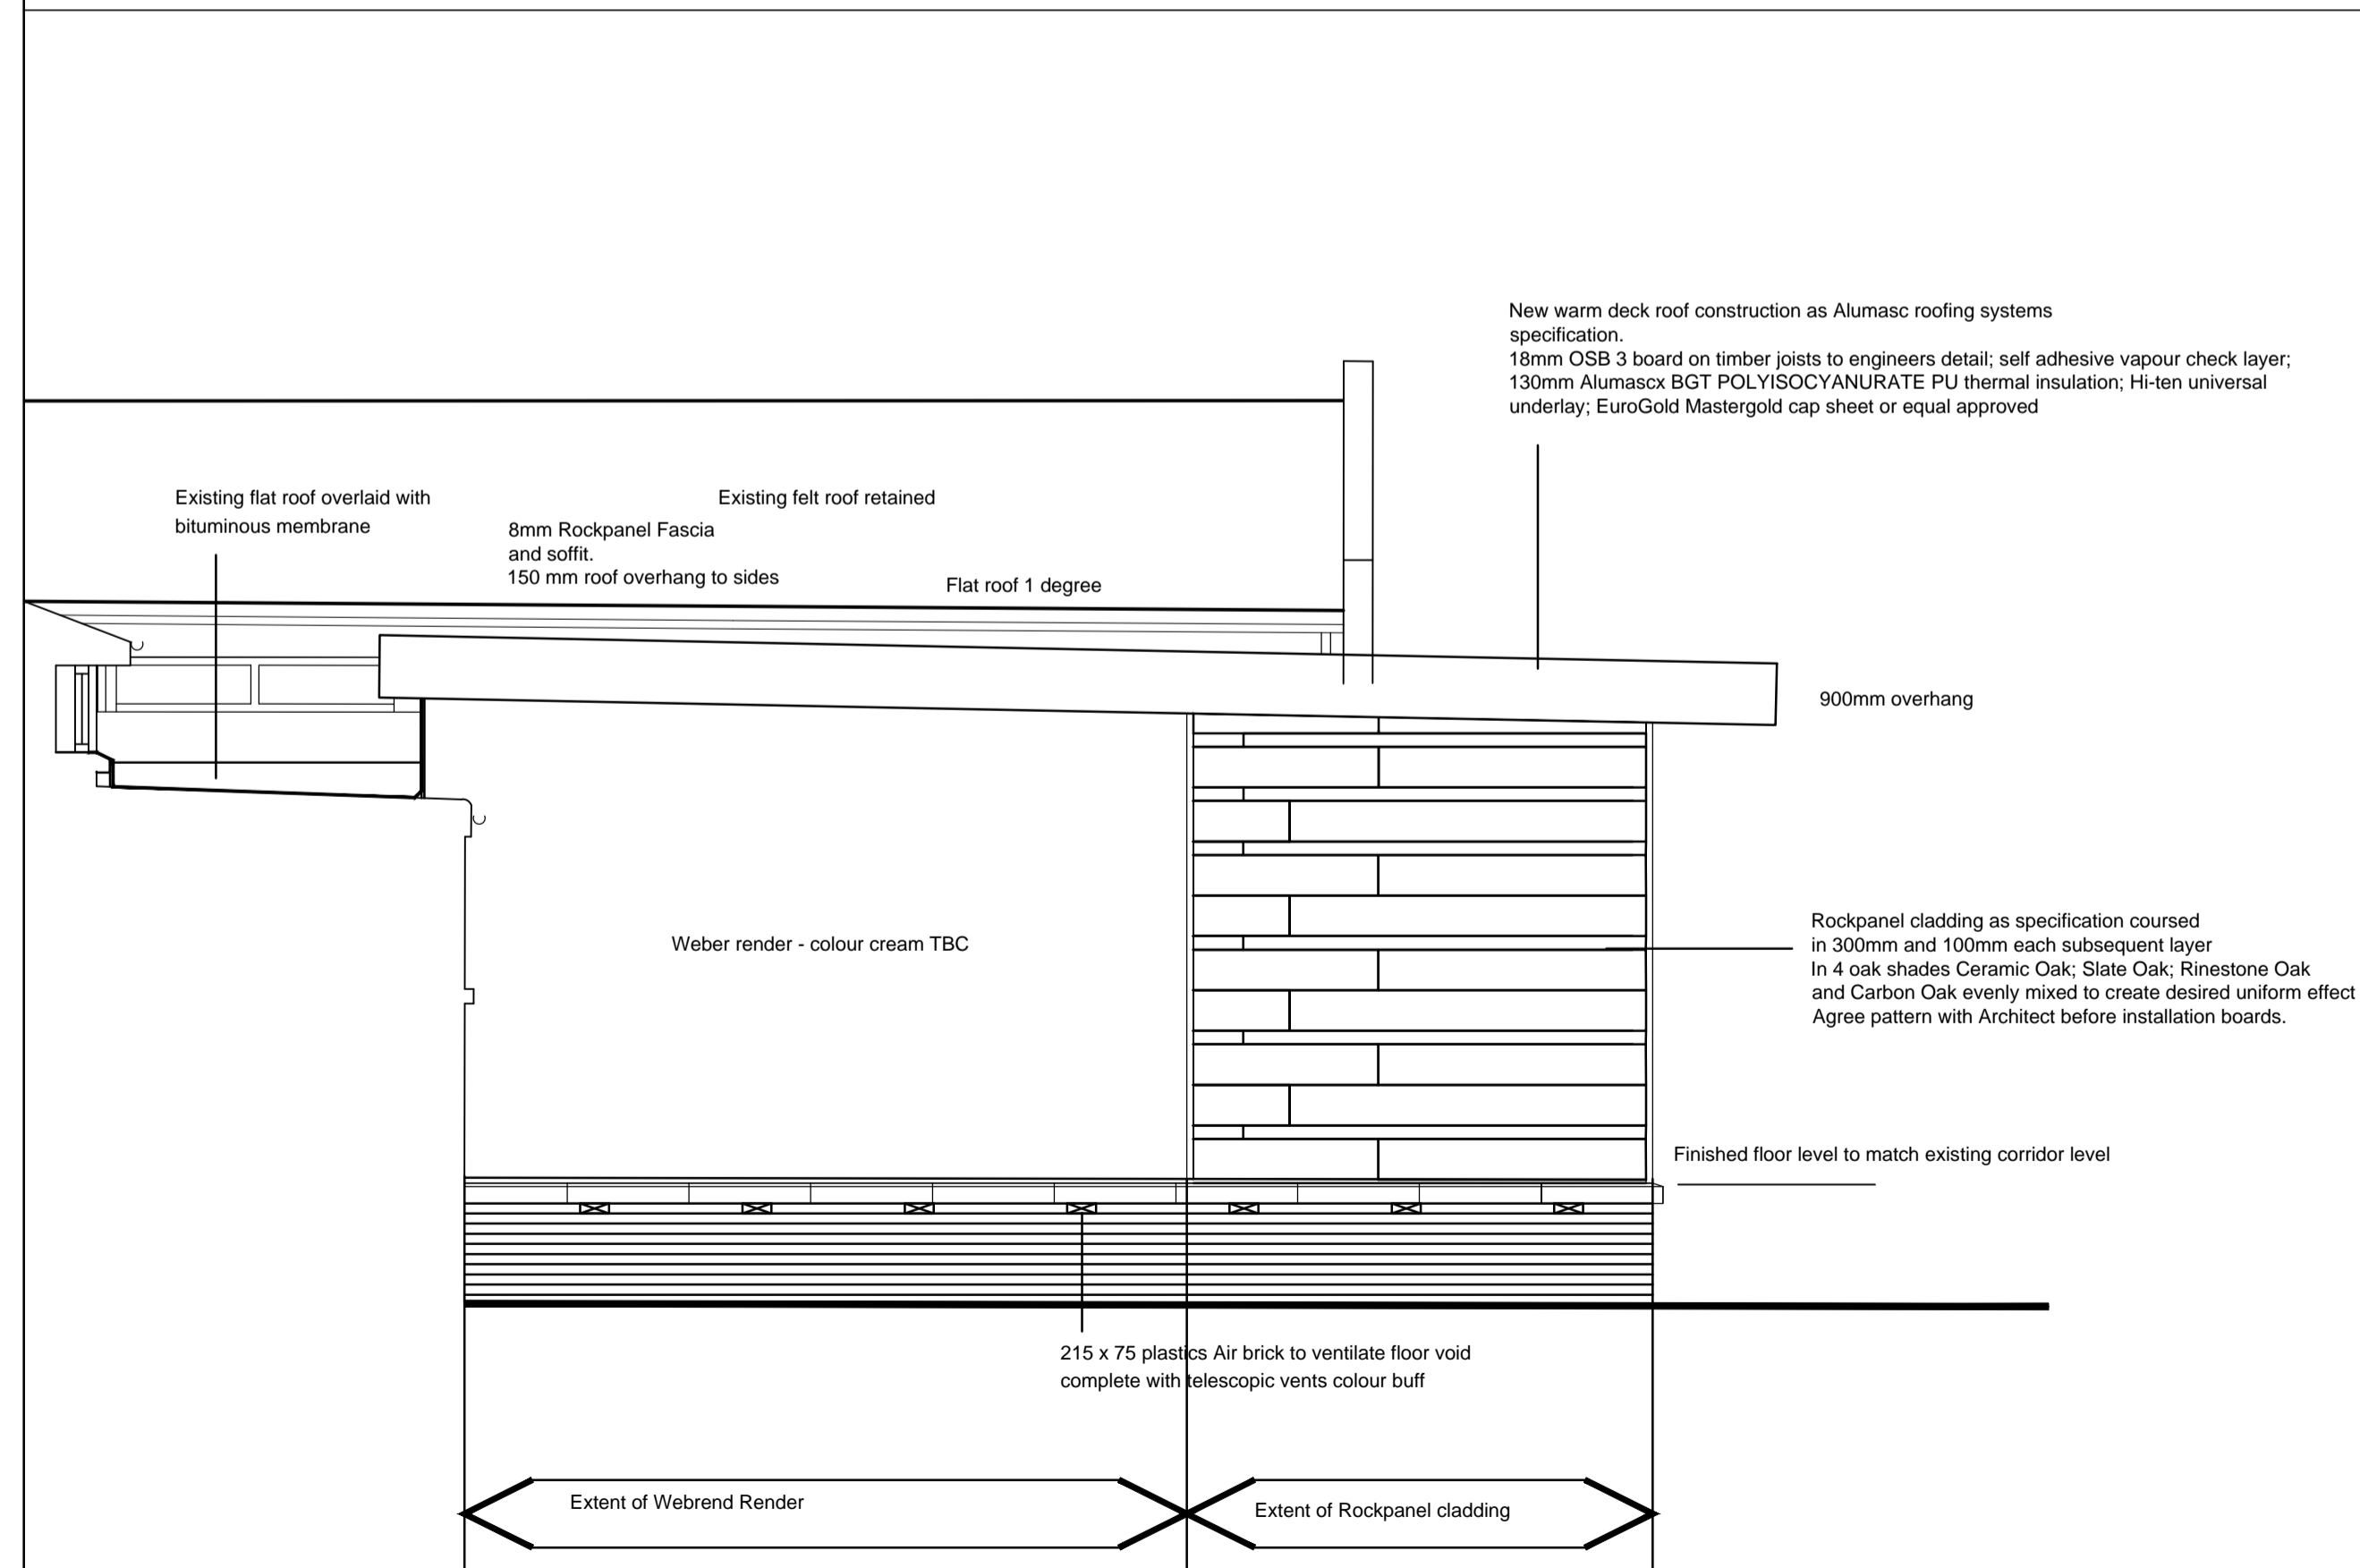 New warm deck roof construction as Alumasc roofing systems
specification.
18mm OSB 3 board on timber joists to engineers detail; self adhesive vapour check layer;
130mm Alumascx BGT POLYISOCYANURATE PU thermal insulation; Hi-ten universal
underlay; EuroGold Mastergold cap sheet or equal approved
Existing flat roof overlaid with
bituminous membrane
Existing felt roof retained
8mm Rockpanel Fascia
and soffit.
150 mm roof overhang to sides
Flat roof 1 degree
900mm overhang
Weber render - colour cream TBC
Rockpanel cladding as specification coursed
in 300mm and 100mm each subsequent layer
In 4 oak shades Ceramic Oak; Slate Oak; Rinestone Oak
and Carbon Oak evenly mixed to create desired uniform effect
Agree pattern with Architect before installation boards.
Finished floor level to match existing corridor level
215 x 75 plastics Air brick to ventilate floor void
complete with telescopic vents colour buff
Extent of Webrend Render
Extent of Rockpanel cladding